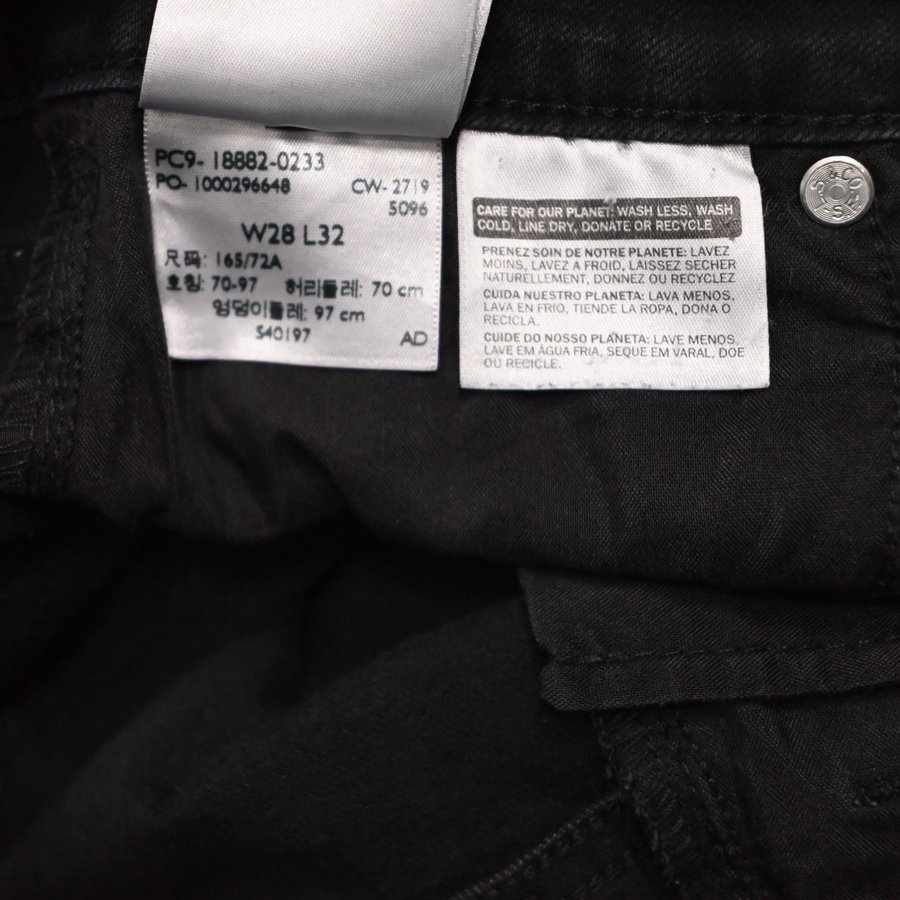 PC9- 18882-0233
PO- 1000296648 CW- 2719
5096
W28 L32
尺码: 165/72A
호칭: 70-97 허리둘레: 70 cm
엉덩이둘레: 97 cm
S40197 AD
CARE FOR OUR PLANET: WASH LESS, WASH
COLD, LINE DRY, DONATE OR RECYCLE
PRENEZ SOIN DE NOTRE PLANETE: LAVEZ
MOINS, LAVEZ A FROID, LAISSEZ SECHER
NATURELLEMENT, DONNEZ OU RECYCLEZ
CUIDA NUESTRO PLANETA: LAVA MENOS,
LAVA EN FRIO, TIENDE LA ROPA, DONA O
RECICLA.
CUIDE DO NOSSO PLANETA: LAVE MENOS,
LAVE EM ÁGUA FRIA, SEQUE EM VARAL, DOE
OU RECICLE.